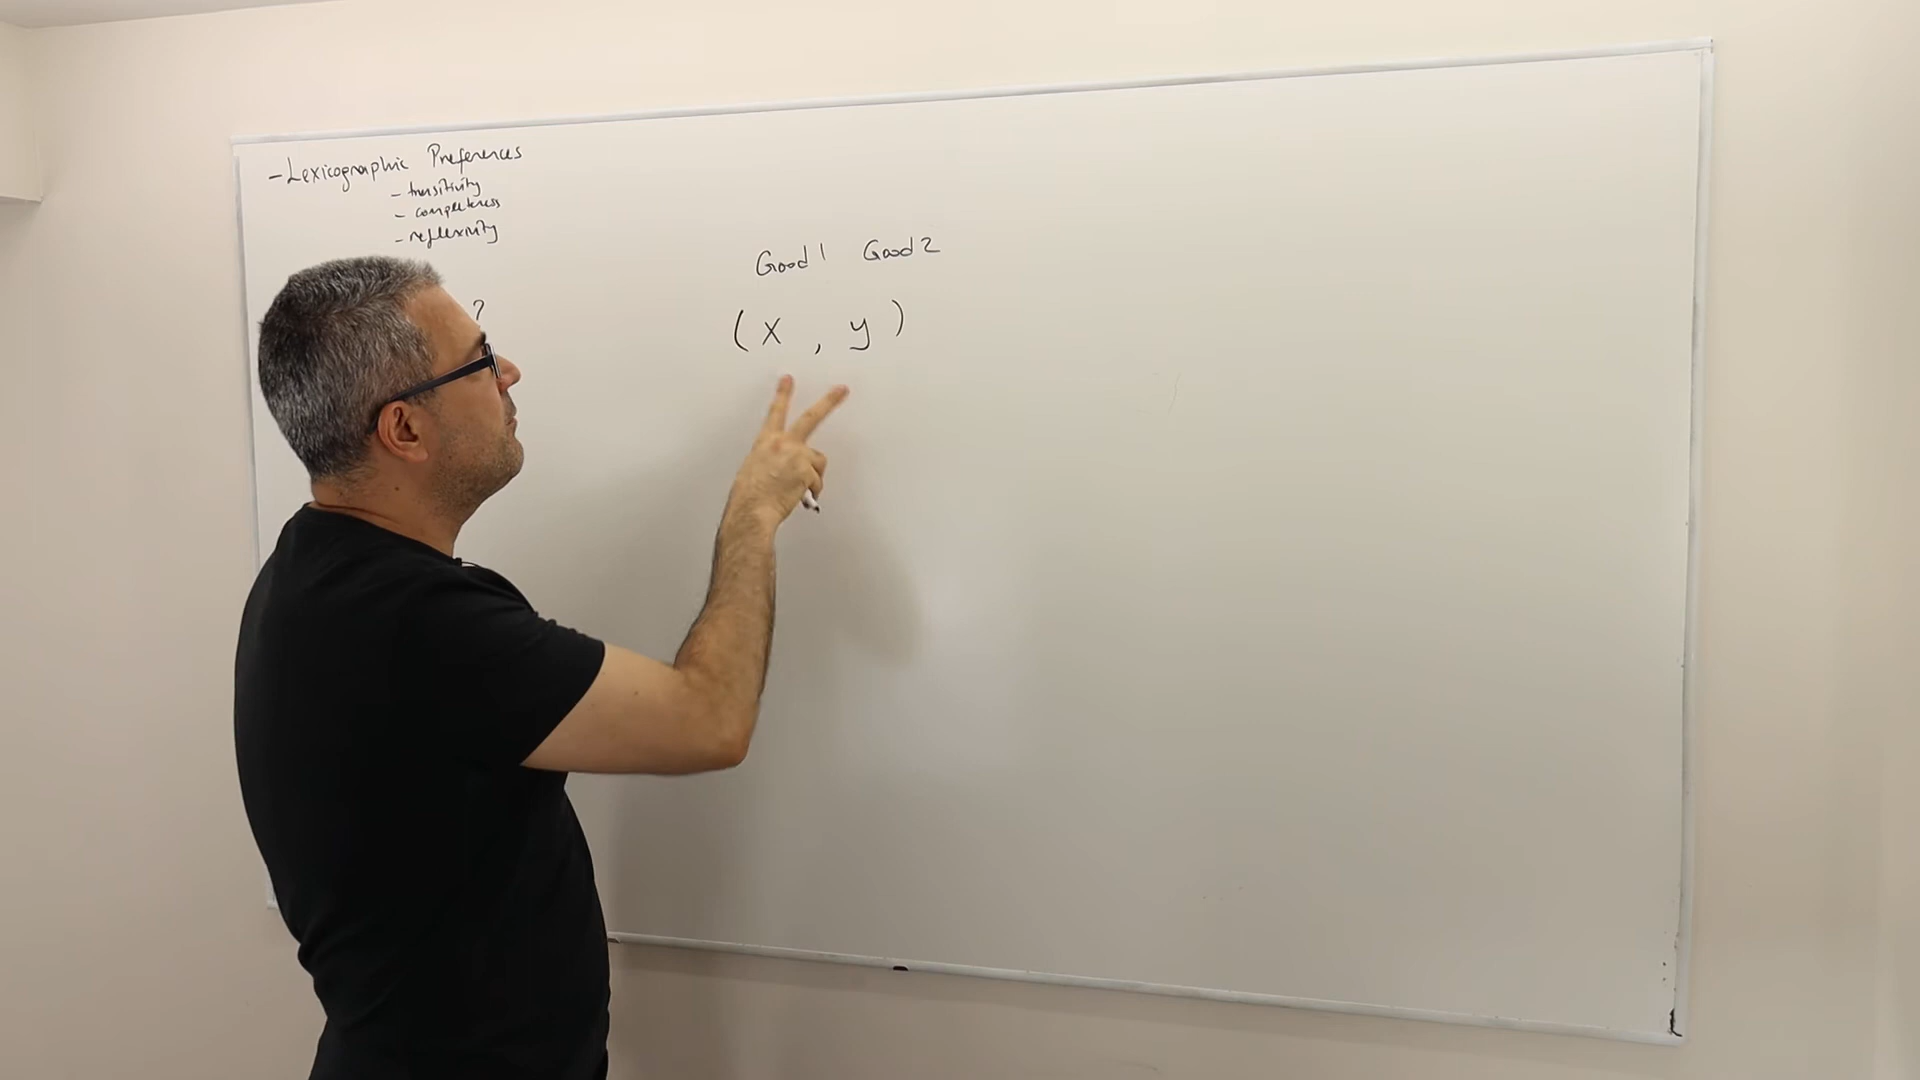 - Lexicographic Preferences
- transitivity
- completeness
- reflexivity
?
Good 1 Good 2
(x , y)